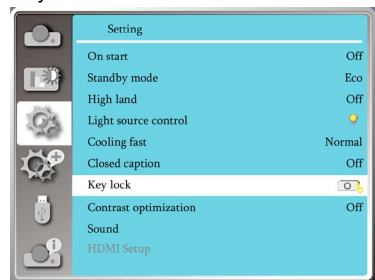 Setting
On start Off
Standby mode Eco
High land Off
Light source control
Cooling fast Normal
Closed caption Off
Key lock
Contrast optimization Off
Sound
HDMI Setup